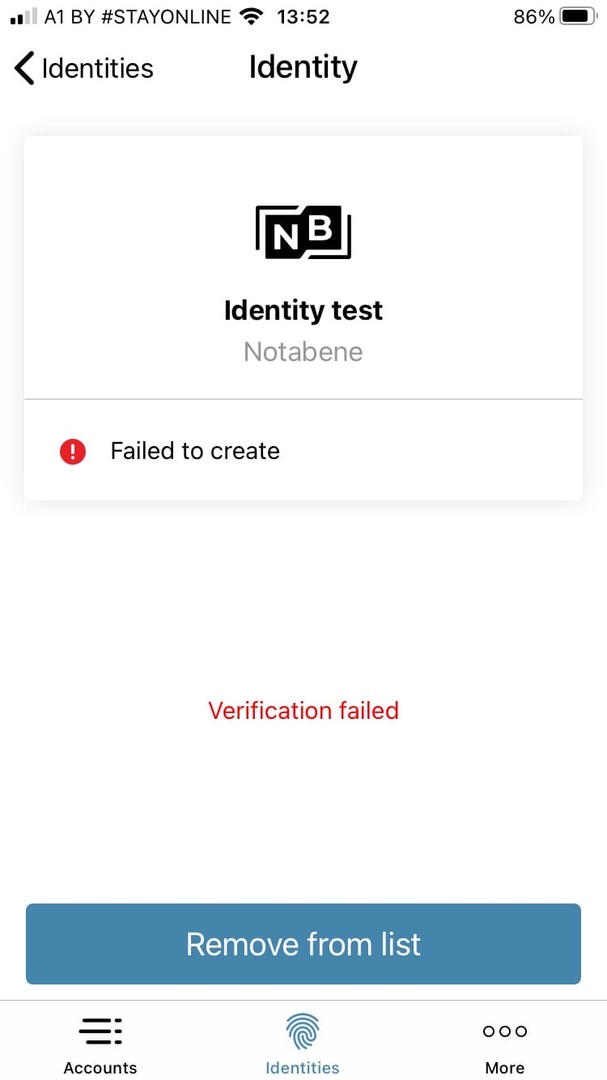 A1 BY #STAYONLINE 13:52 86%
Identities Identity
NB
Identity test
Notabene
Failed to create
Verification failed
Remove from list
Accounts Identities More